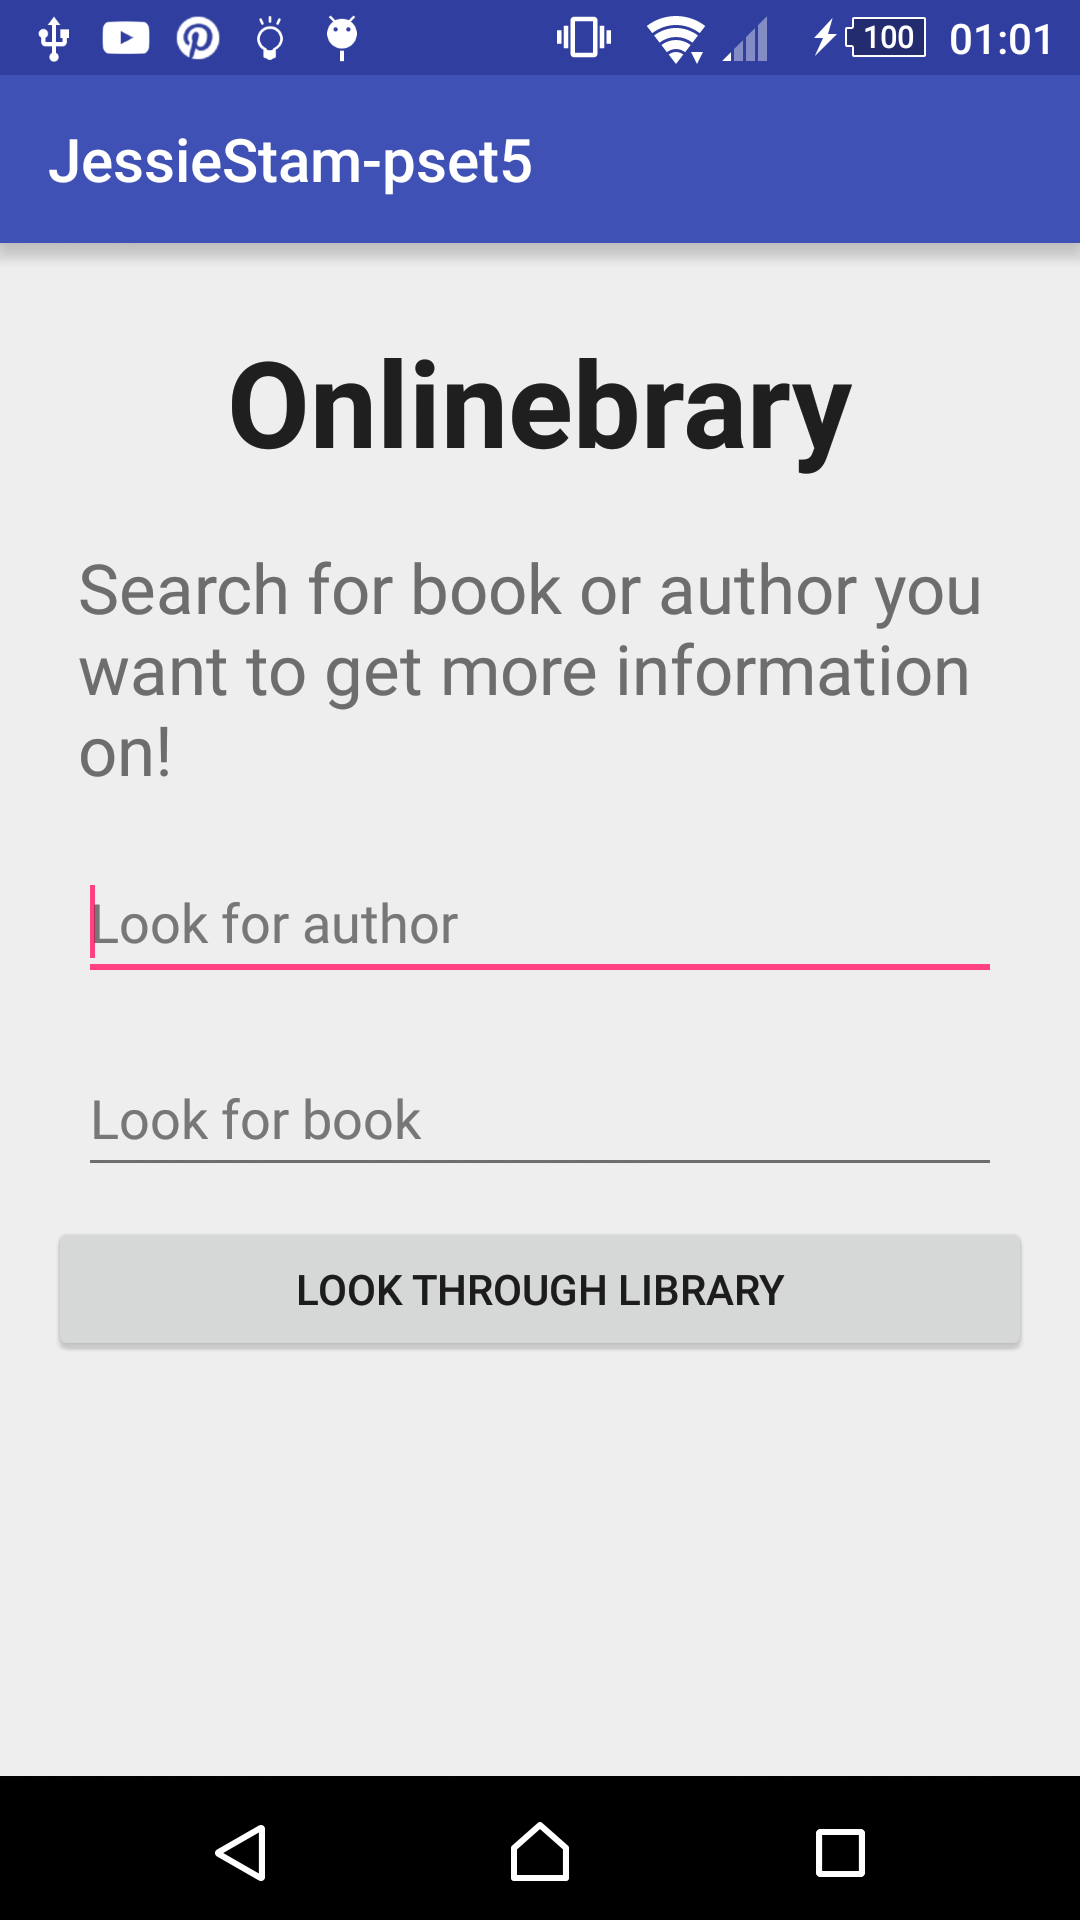 100 01:01
JessieStam-pset5
Onlinebrary
Search for book or author you
want to get more information
on!
Look for author
Look for book
LOOK THROUGH LIBRARY